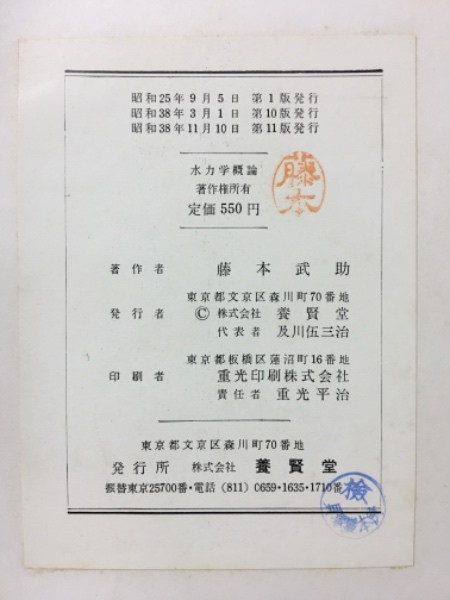 昭和25年9月5日 第1版発行
昭和38年3月1日 第10版発行
昭和38年11月10日 第11版発行
水力学概論
著作権所有
定価550円
藤本
著作者 藤本武助
東京都文京区森川町70番地
発行者 Ⓒ 株式会社 養賢堂
代表者 及川伍三治
東京都板橋区蓮沼町16番地
印刷者 重光印刷株式会社
責任者 重光平治
東京都文京区森川町70番地
発行所 株式会社 養賢堂
振替東京25700番・電話 (811) 0659・1635・1710番
検